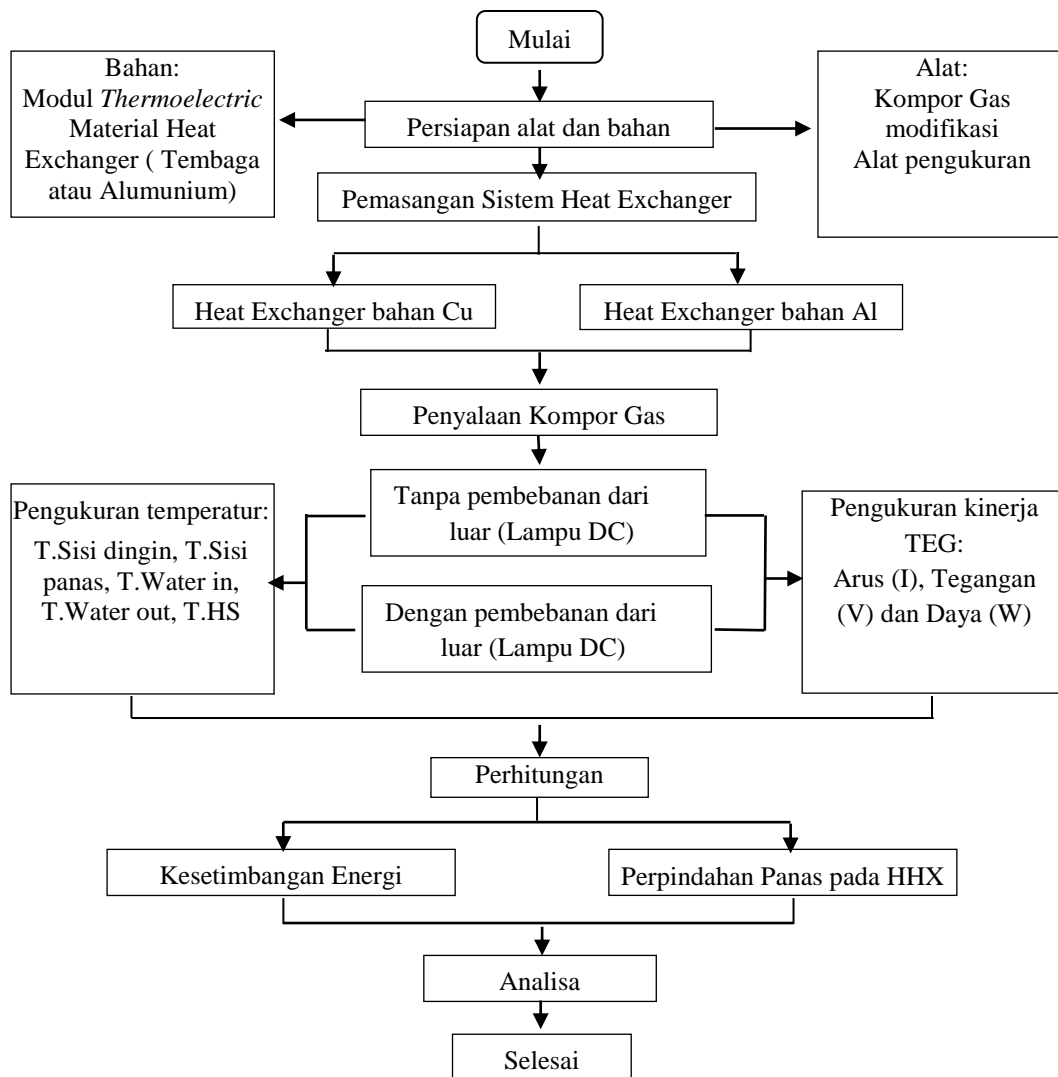 Mulai
Bahan:
Modul Thermoelectric
Material Heat
Exchanger ( Tembaga
atau Alumunium)
Persiapan alat dan bahan
Alat:
Kompor Gas
modifikasi
Alat pengukuran
Pemasangan Sistem Heat Exchanger
Heat Exchanger bahan Cu
Heat Exchanger bahan Al
Penyalaan Kompor Gas
Pengukuran temperatur:
T.Sisi dingin, T.Sisi
panas, T.Water in,
T.Water out, T.HS
Tanpa pembebanan dari
luar (Lampu DC)
Dengan pembebanan dari
luar (Lampu DC)
Pengukuran kinerja
TEG:
Arus (I), Tegangan
(V) dan Daya (W)
Perhitungan
Kesetimbangan Energi
Perpindahan Panas pada HHX
Analisa
Selesai